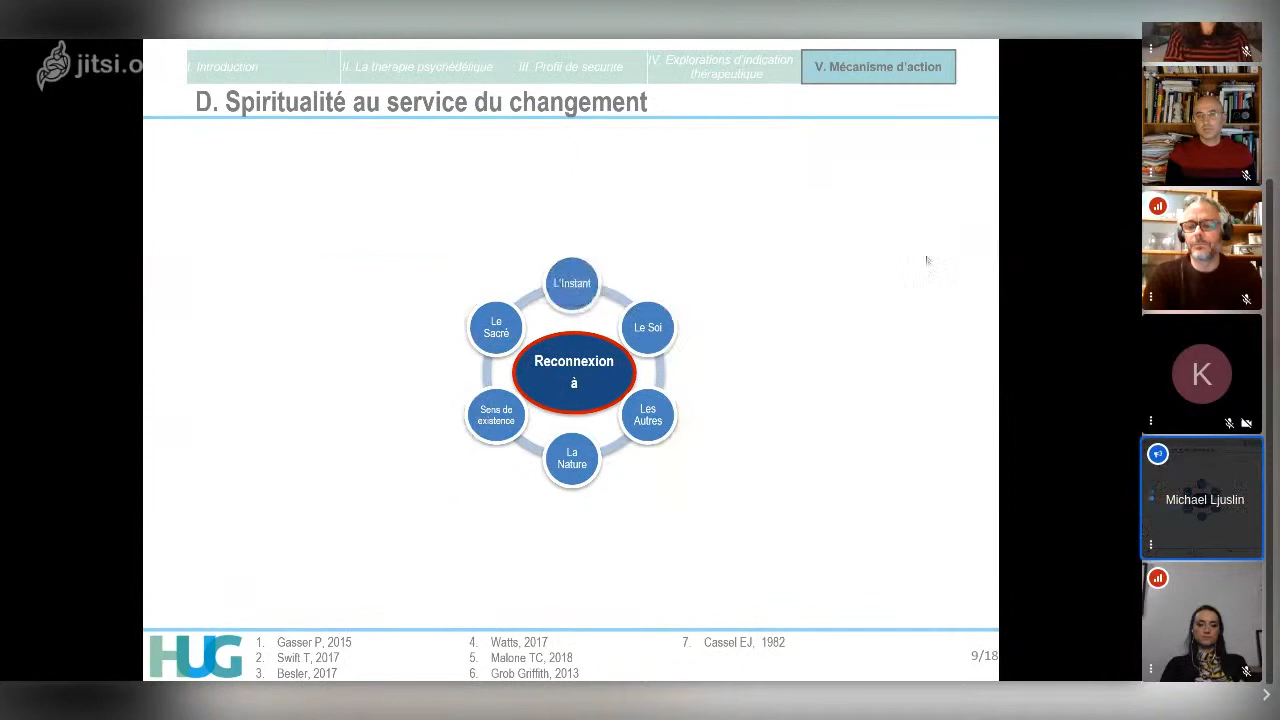 jitsi.o
I. Introduction
II. La thérapie psychédélique
III. Profil de sécurité
IV. Explorations d'indication
thérapeutique
V. Mécanisme d'action
D. Spiritualité au service du changement
L'Instant
Le
Sacré
Le Soi
Reconnexion
à
Sens de
existence
Les
Autres
La
Nature
K
Michael Ljuslin
HUG
1. Gasser P, 2015
2. Swift T, 2017
3. Besler, 2017
4. Watts, 2017
5. Malone TC, 2018
6. Grob Griffith, 2013
7. Cassel EJ, 1982
9/18